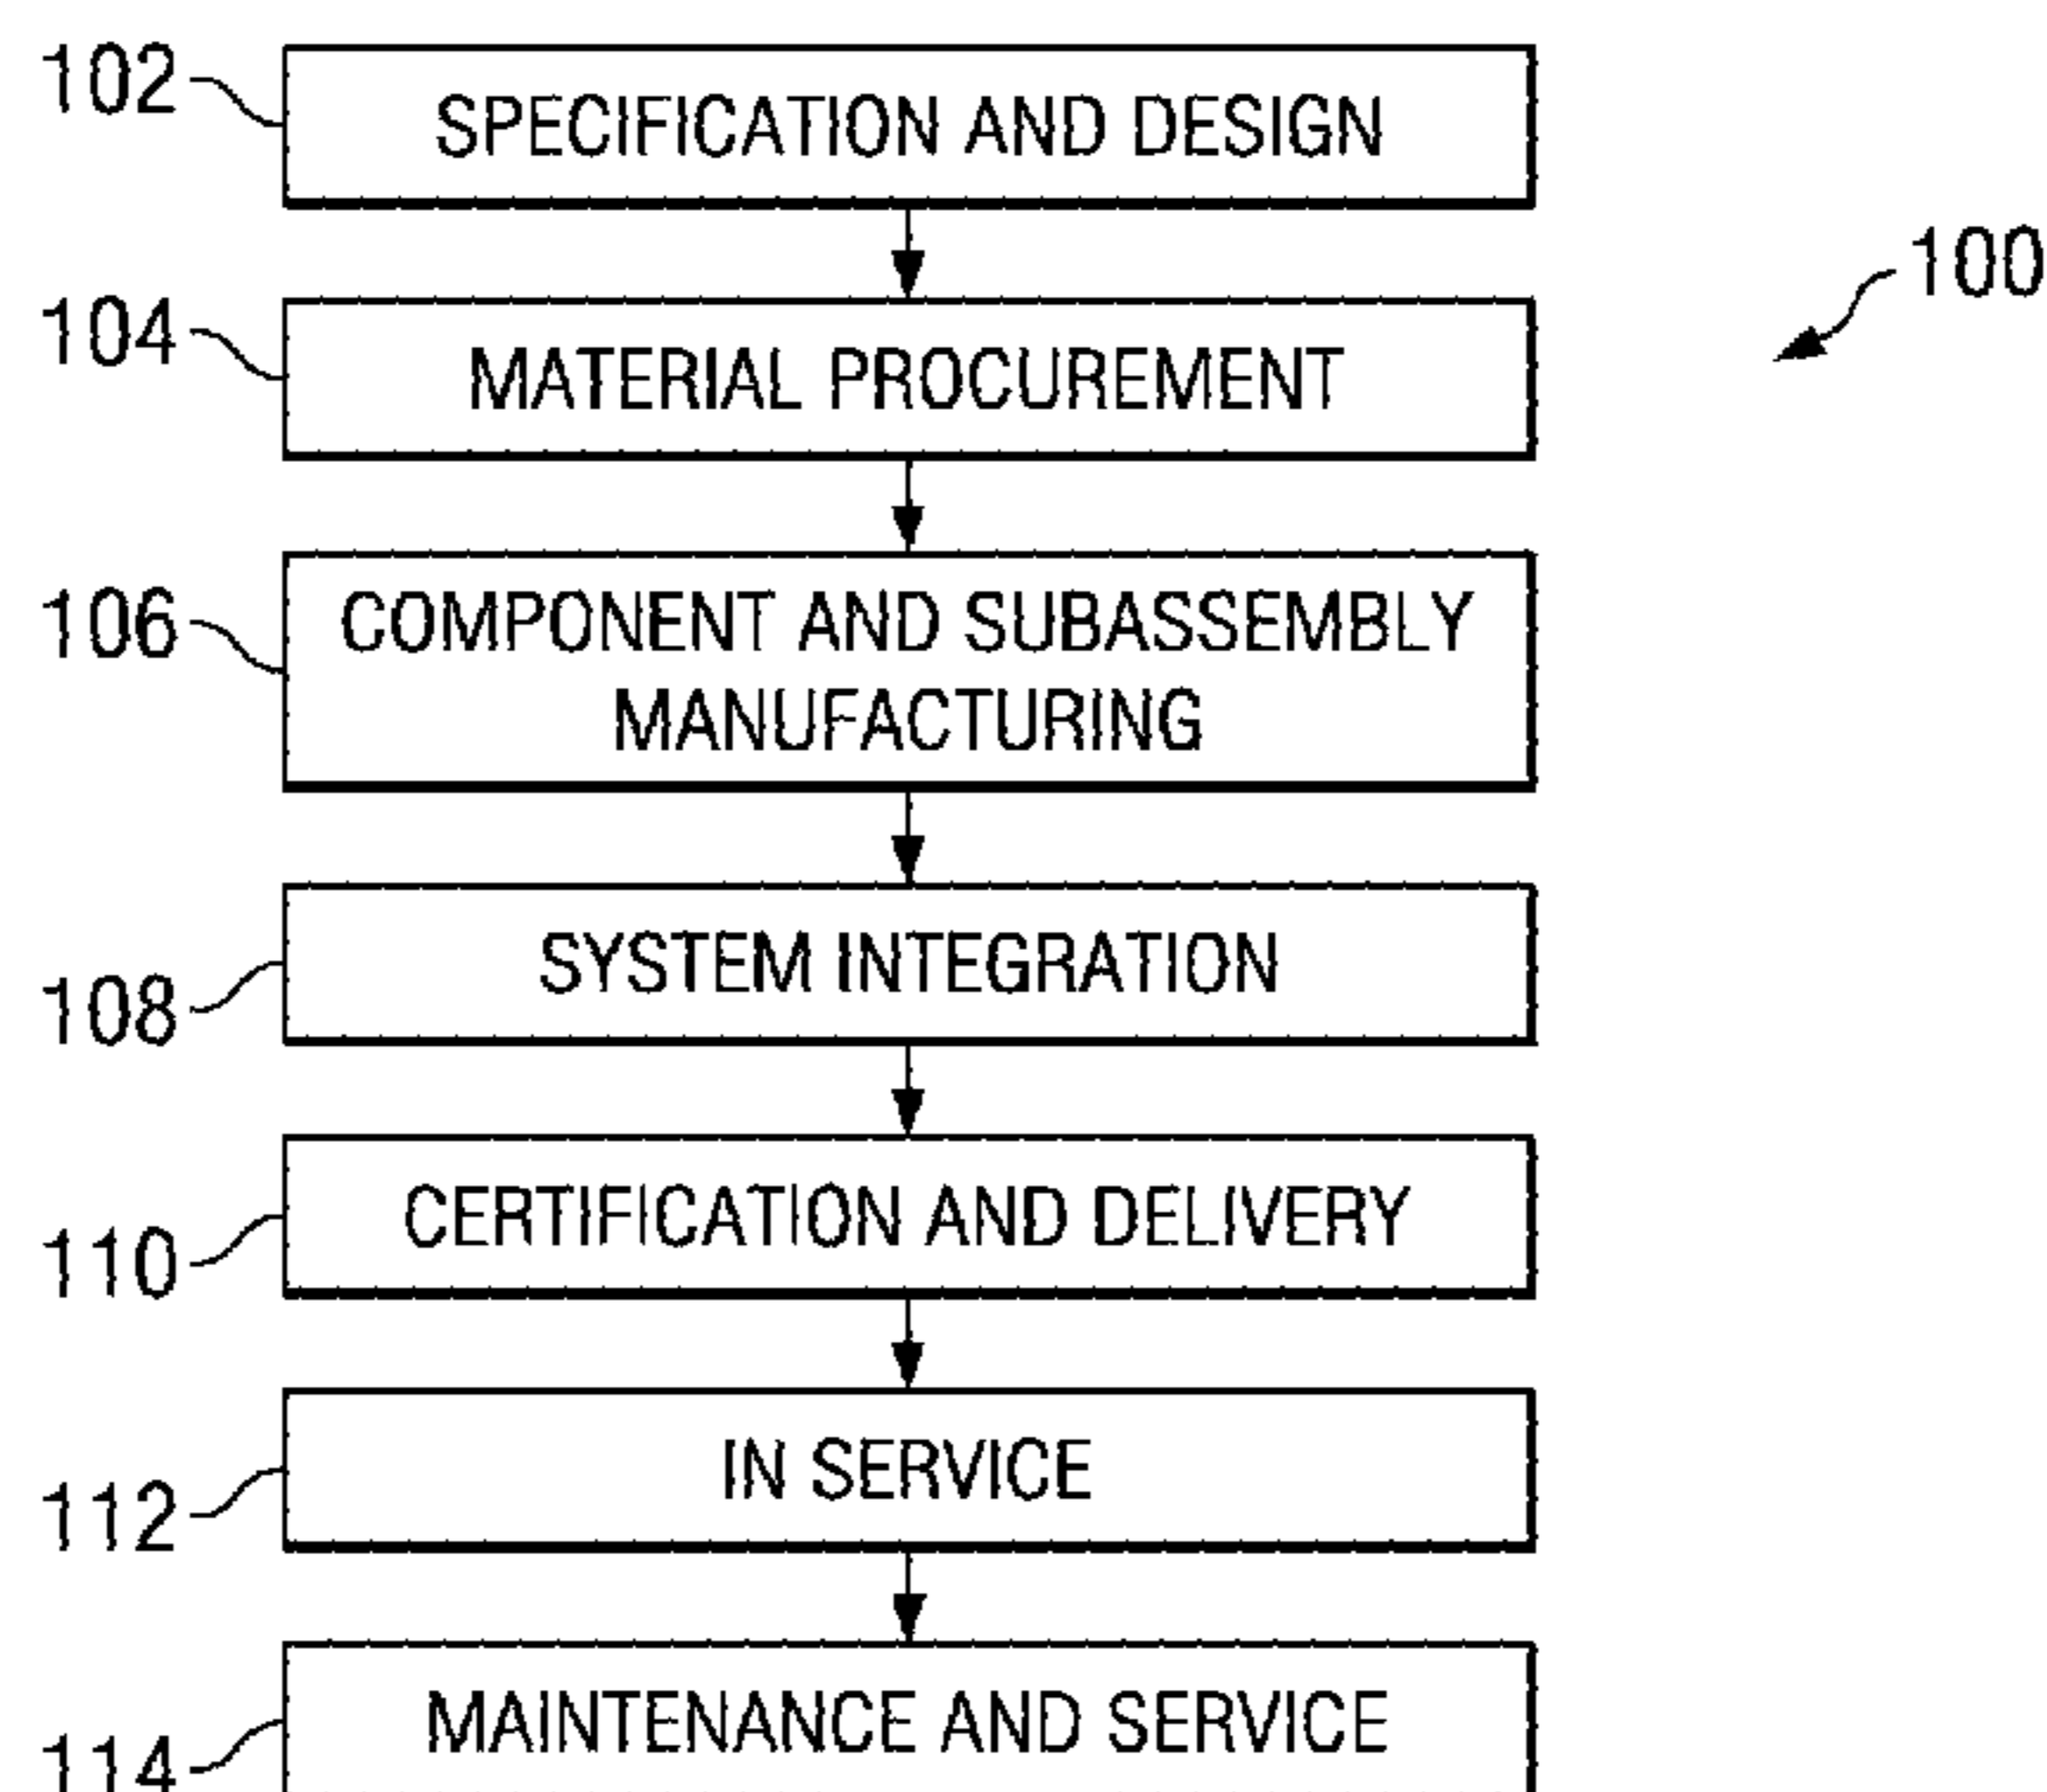 102
SPECIFICATION AND DESIGN
100
104
MATERIAL PROCUREMENT
106
COMPONENT AND SUBASSEMBLY
MANUFACTURING
108
SYSTEM INTEGRATION
110
CERTIFICATION AND DELIVERY
112
IN SERVICE
114
MAINTENANCE AND SERVICE